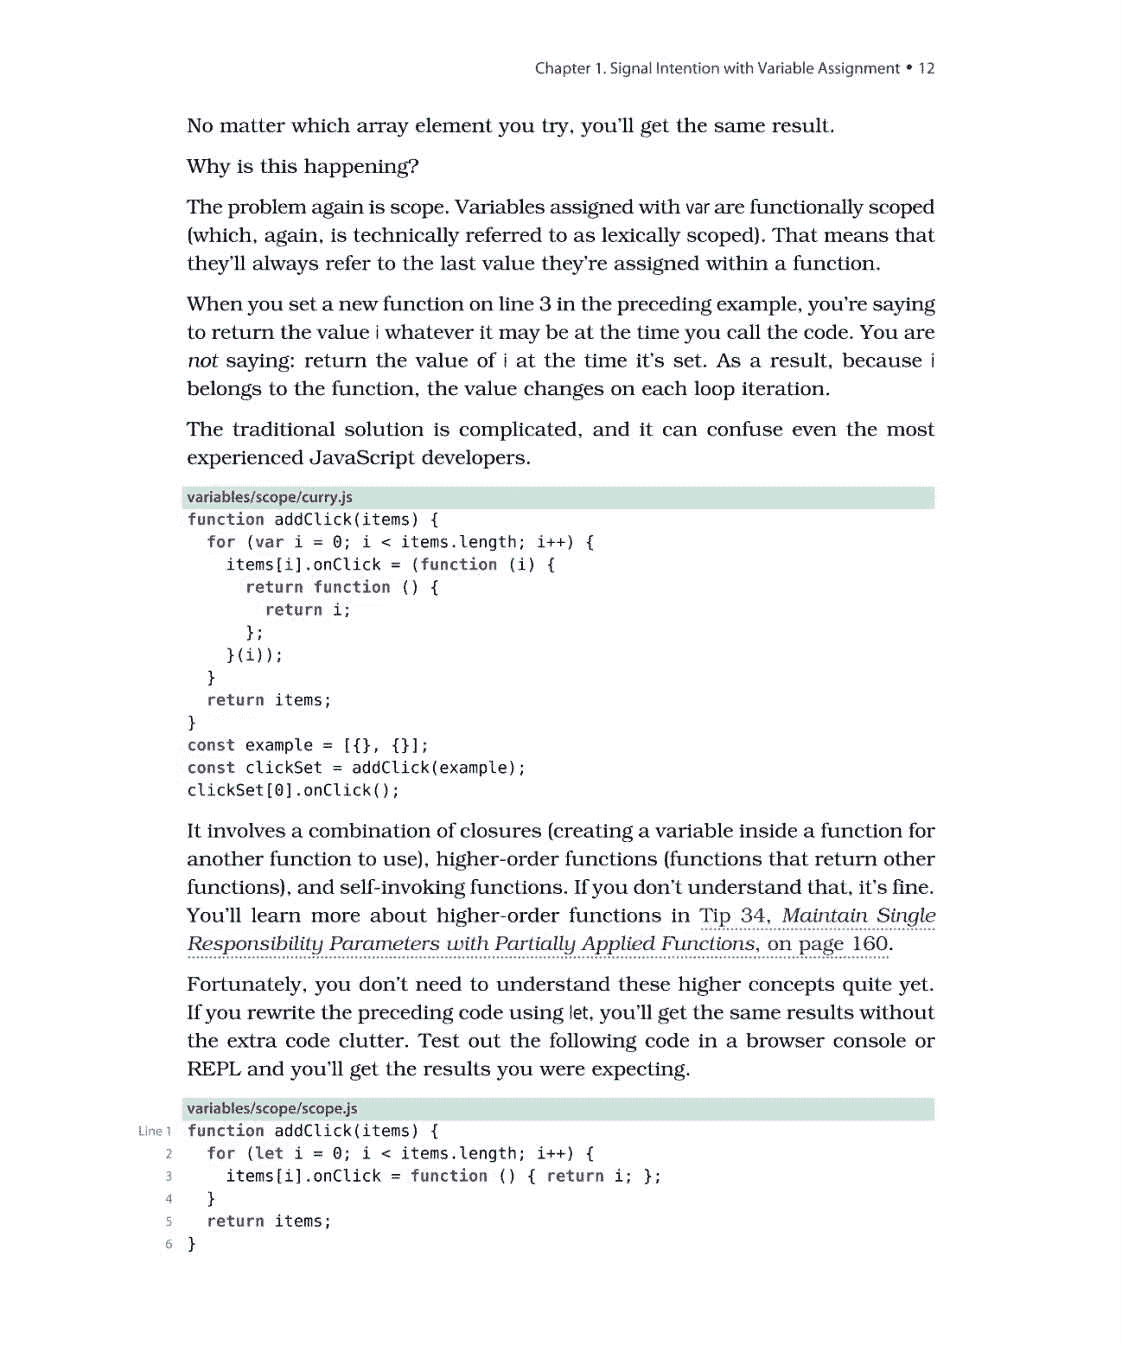 Chapter 1. Signal Intention with Variable Assignment • 12
No matter which array element you try, you'll get the same result.
Why is this happening?
The problem again is scope. Variables assigned with var are functionally scoped
(which, again, is technically referred to as lexically scoped). That means that
they'll always refer to the last value they're assigned within a function.
When you set a new function on line 3 in the preceding example, you're saying
to return the value i whatever it may be at the time you call the code. You are
not saying: return the value of i at the time it's set. As a result, because i
belongs to the function, the value changes on each loop iteration.
The traditional solution is complicated, and it can confuse even the most
experienced JavaScript developers.
variables/scope/curry.js
function addClick(items) {
  for (var i = 0; i < items.length; i++) {
    items[i].onClick = (function (i) {
      return function () {
        return i;
      };
    }(i));
  }
  return items;
}
const example = [{}, {}];
const clickSet = addClick(example);
clickSet[0].onClick();
It involves a combination of closures (creating a variable inside a function for
another function to use), higher-order functions (functions that return other
functions), and self-invoking functions. If you don't understand that, it's fine.
You'll learn more about higher-order functions in Tip 34, Maintain Single
Responsibility Parameters with Partially Applied Functions, on page 160.
Fortunately, you don't need to understand these higher concepts quite yet.
If you rewrite the preceding code using let, you'll get the same results without
the extra code clutter. Test out the following code in a browser console or
REPL and you'll get the results you were expecting.
variables/scope/scope.js
Line 1 function addClick(items) {
2   for (let i = 0; i < items.length; i++) {
3     items[i].onClick = function () { return i; };
4   }
5   return items;
6 }